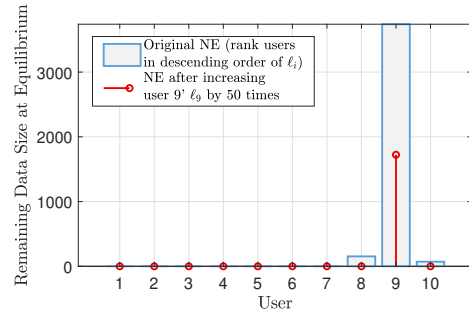 Remaining Data Size at Equilibrium
3000
2000
1000
0
Original NE (rank users
in descending order of ℓᵢ)
NE after increasing
user 9' ℓ₉ by 50 times
1 2 3 4 5 6 7 8 9 10
User